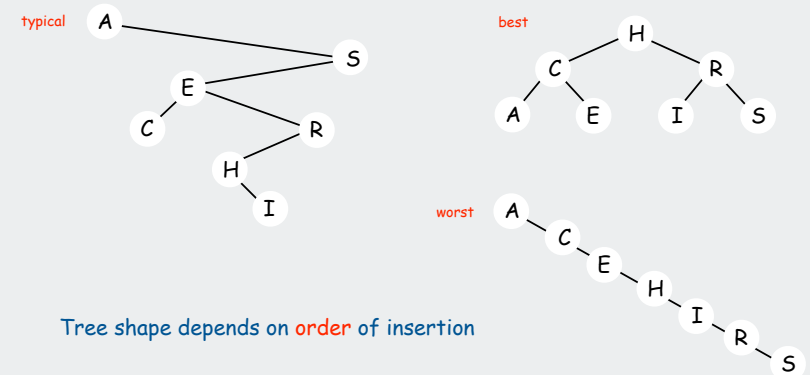 typical
A
S
E
C
R
H
I
best
H
C
R
A
E
I
S
worst
A
C
E
H
I
R
S
Tree shape depends on order of insertion